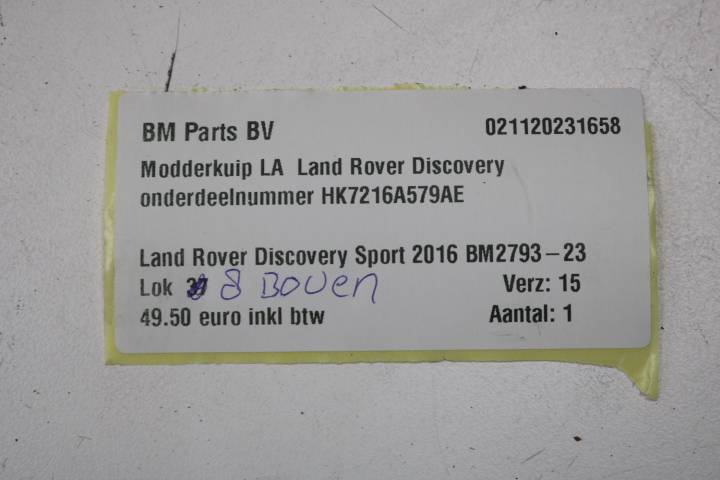 BM Parts BV 021120231658
Modderkuip LA Land Rover Discovery
onderdeelnummer HK7216A579AE
Land Rover Discovery Sport 2016 BM2793-23
Lok 8 Boven Verz: 15
49.50 euro inkl btw Aantal: 1